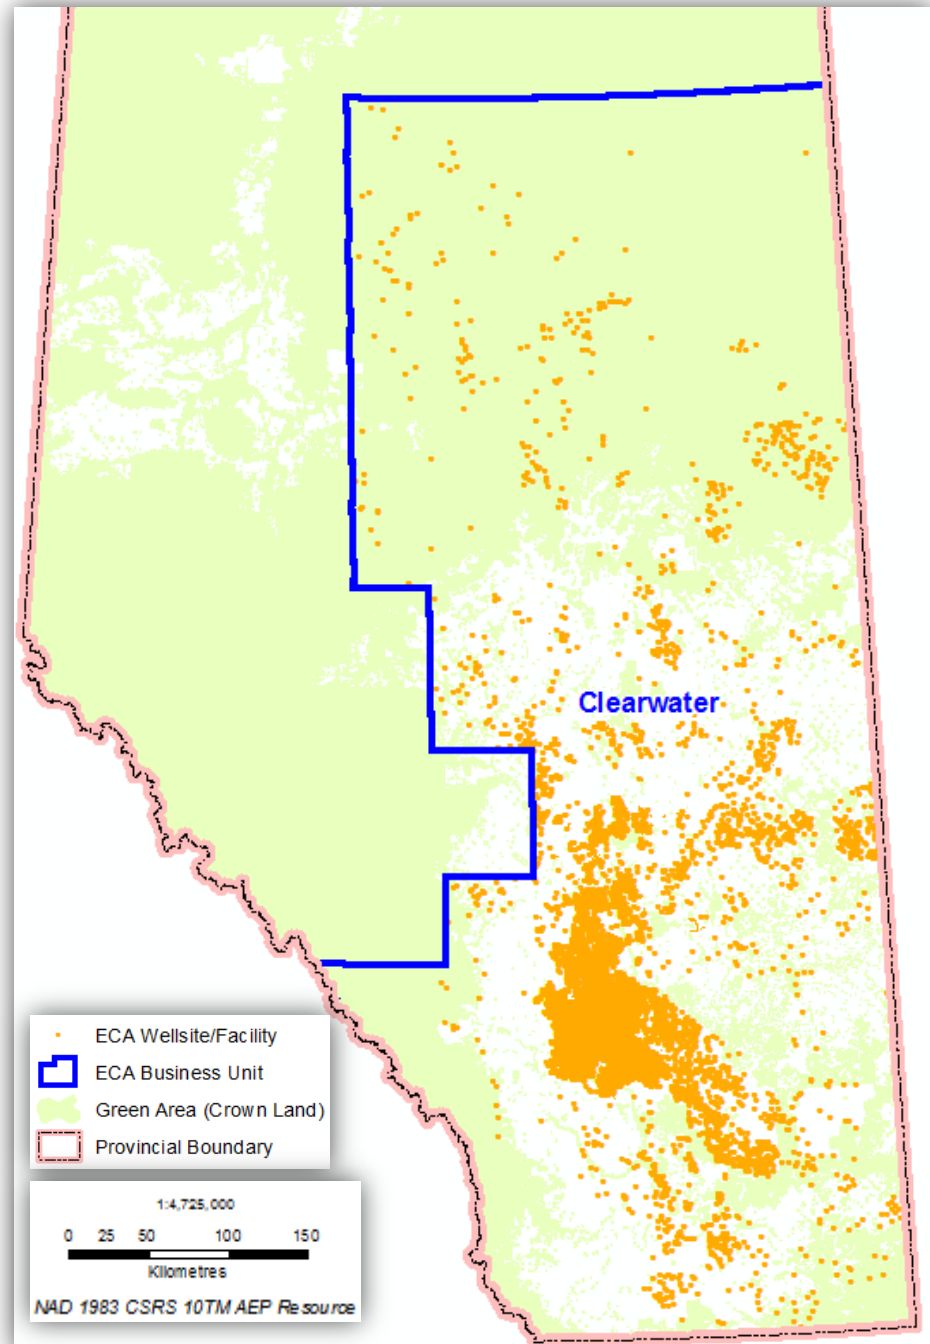 Clearwater
ECA Wellsite/Facility
ECA Business Unit
Green Area (Crown Land)
Provincial Boundary
1:4,725,000
0 25 50 100 150
Kilometres
NAD 1983 CSRS 10TM AEP Resource